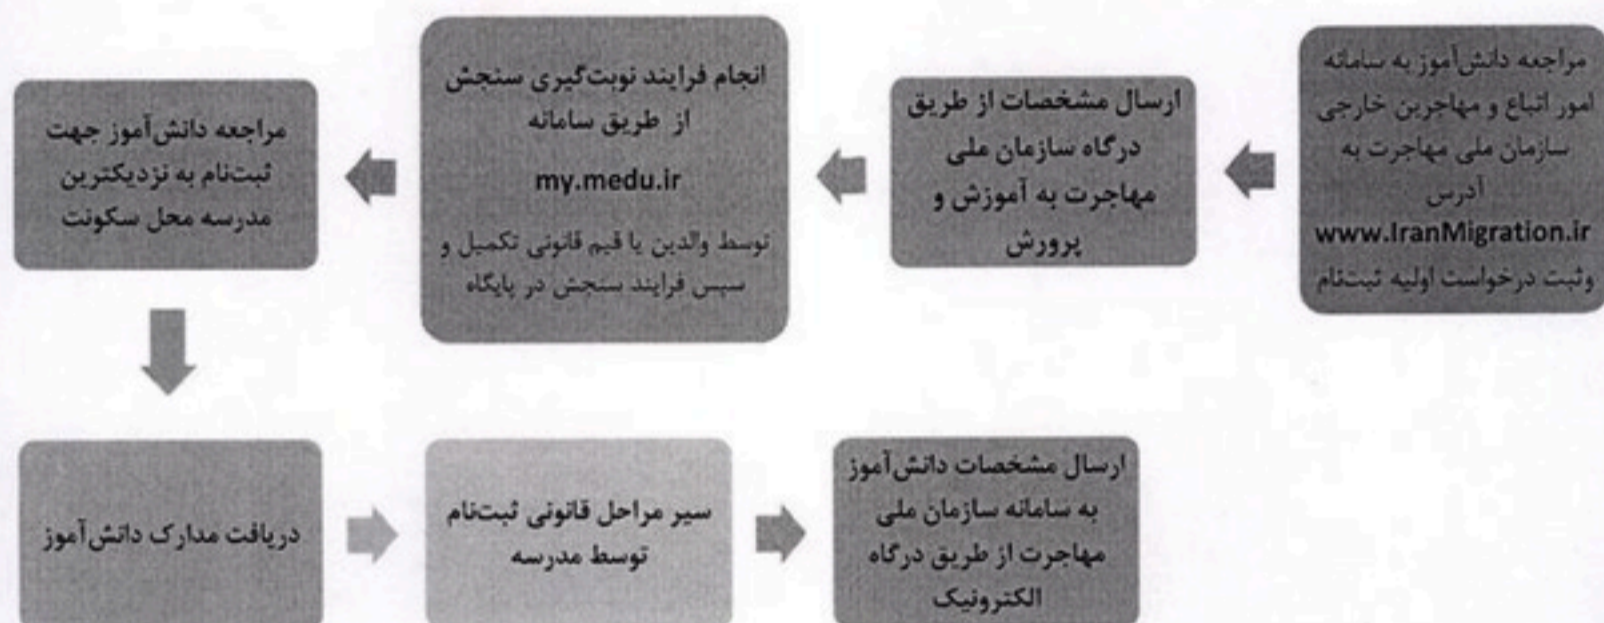 مراجعه دانش‌آموز به سامانه
امور اتباع و مهاجرین خارجی
سازمان ملی مهاجرت به
آدرس
www.IranMigration.ir
وثبت درخواست اولیه ثبت‌نام
ارسال مشخصات از طریق
درگاه سازمان ملی
مهاجرت به آموزش و
پرورش
انجام فرایند نوبت‌گیری سنجش
از طریق سامانه
my.medu.ir
توسط والدین یا قیم قانونی تکمیل و
سپس فرایند سنجش در پایگاه
مراجعه دانش‌آموز جهت
ثبت‌نام به نزدیکترین
مدرسه محل سکونت
دریافت مدارک دانش‌آموز
سیر مراحل قانونی ثبت‌نام
توسط مدرسه
ارسال مشخصات دانش‌آموز
به سامانه سازمان ملی
مهاجرت از طریق درگاه
الکترونیک